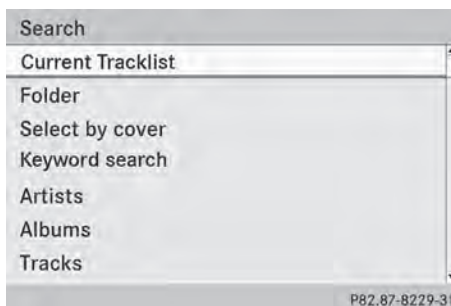 Search
Current Tracklist
Folder
Select by cover
Keyword search
Artists
Albums
Tracks
P82.87-8229-31